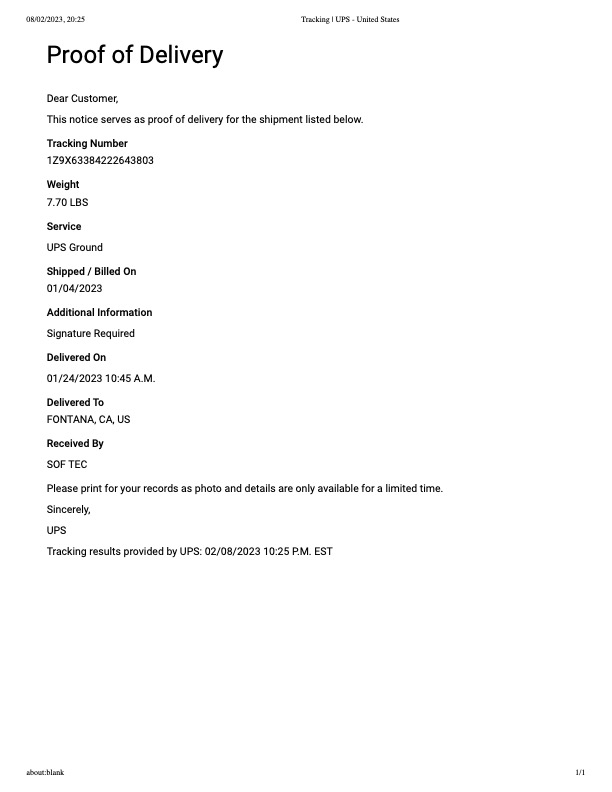 08/02/2023, 20:25
Tracking | UPS - United States
Proof of Delivery
Dear Customer,
This notice serves as proof of delivery for the shipment listed below.
Tracking Number
1Z9X63384222643803
Weight
7.70 LBS
Service
UPS Ground
Shipped / Billed On
01/04/2023
Additional Information
Signature Required
Delivered On
01/24/2023 10:45 A.M.
Delivered To
FONTANA, CA, US
Received By
SOF TEC
Please print for your records as photo and details are only available for a limited time.
Sincerely,
UPS
Tracking results provided by UPS: 02/08/2023 10:25 P.M. EST
about:blank
1/1